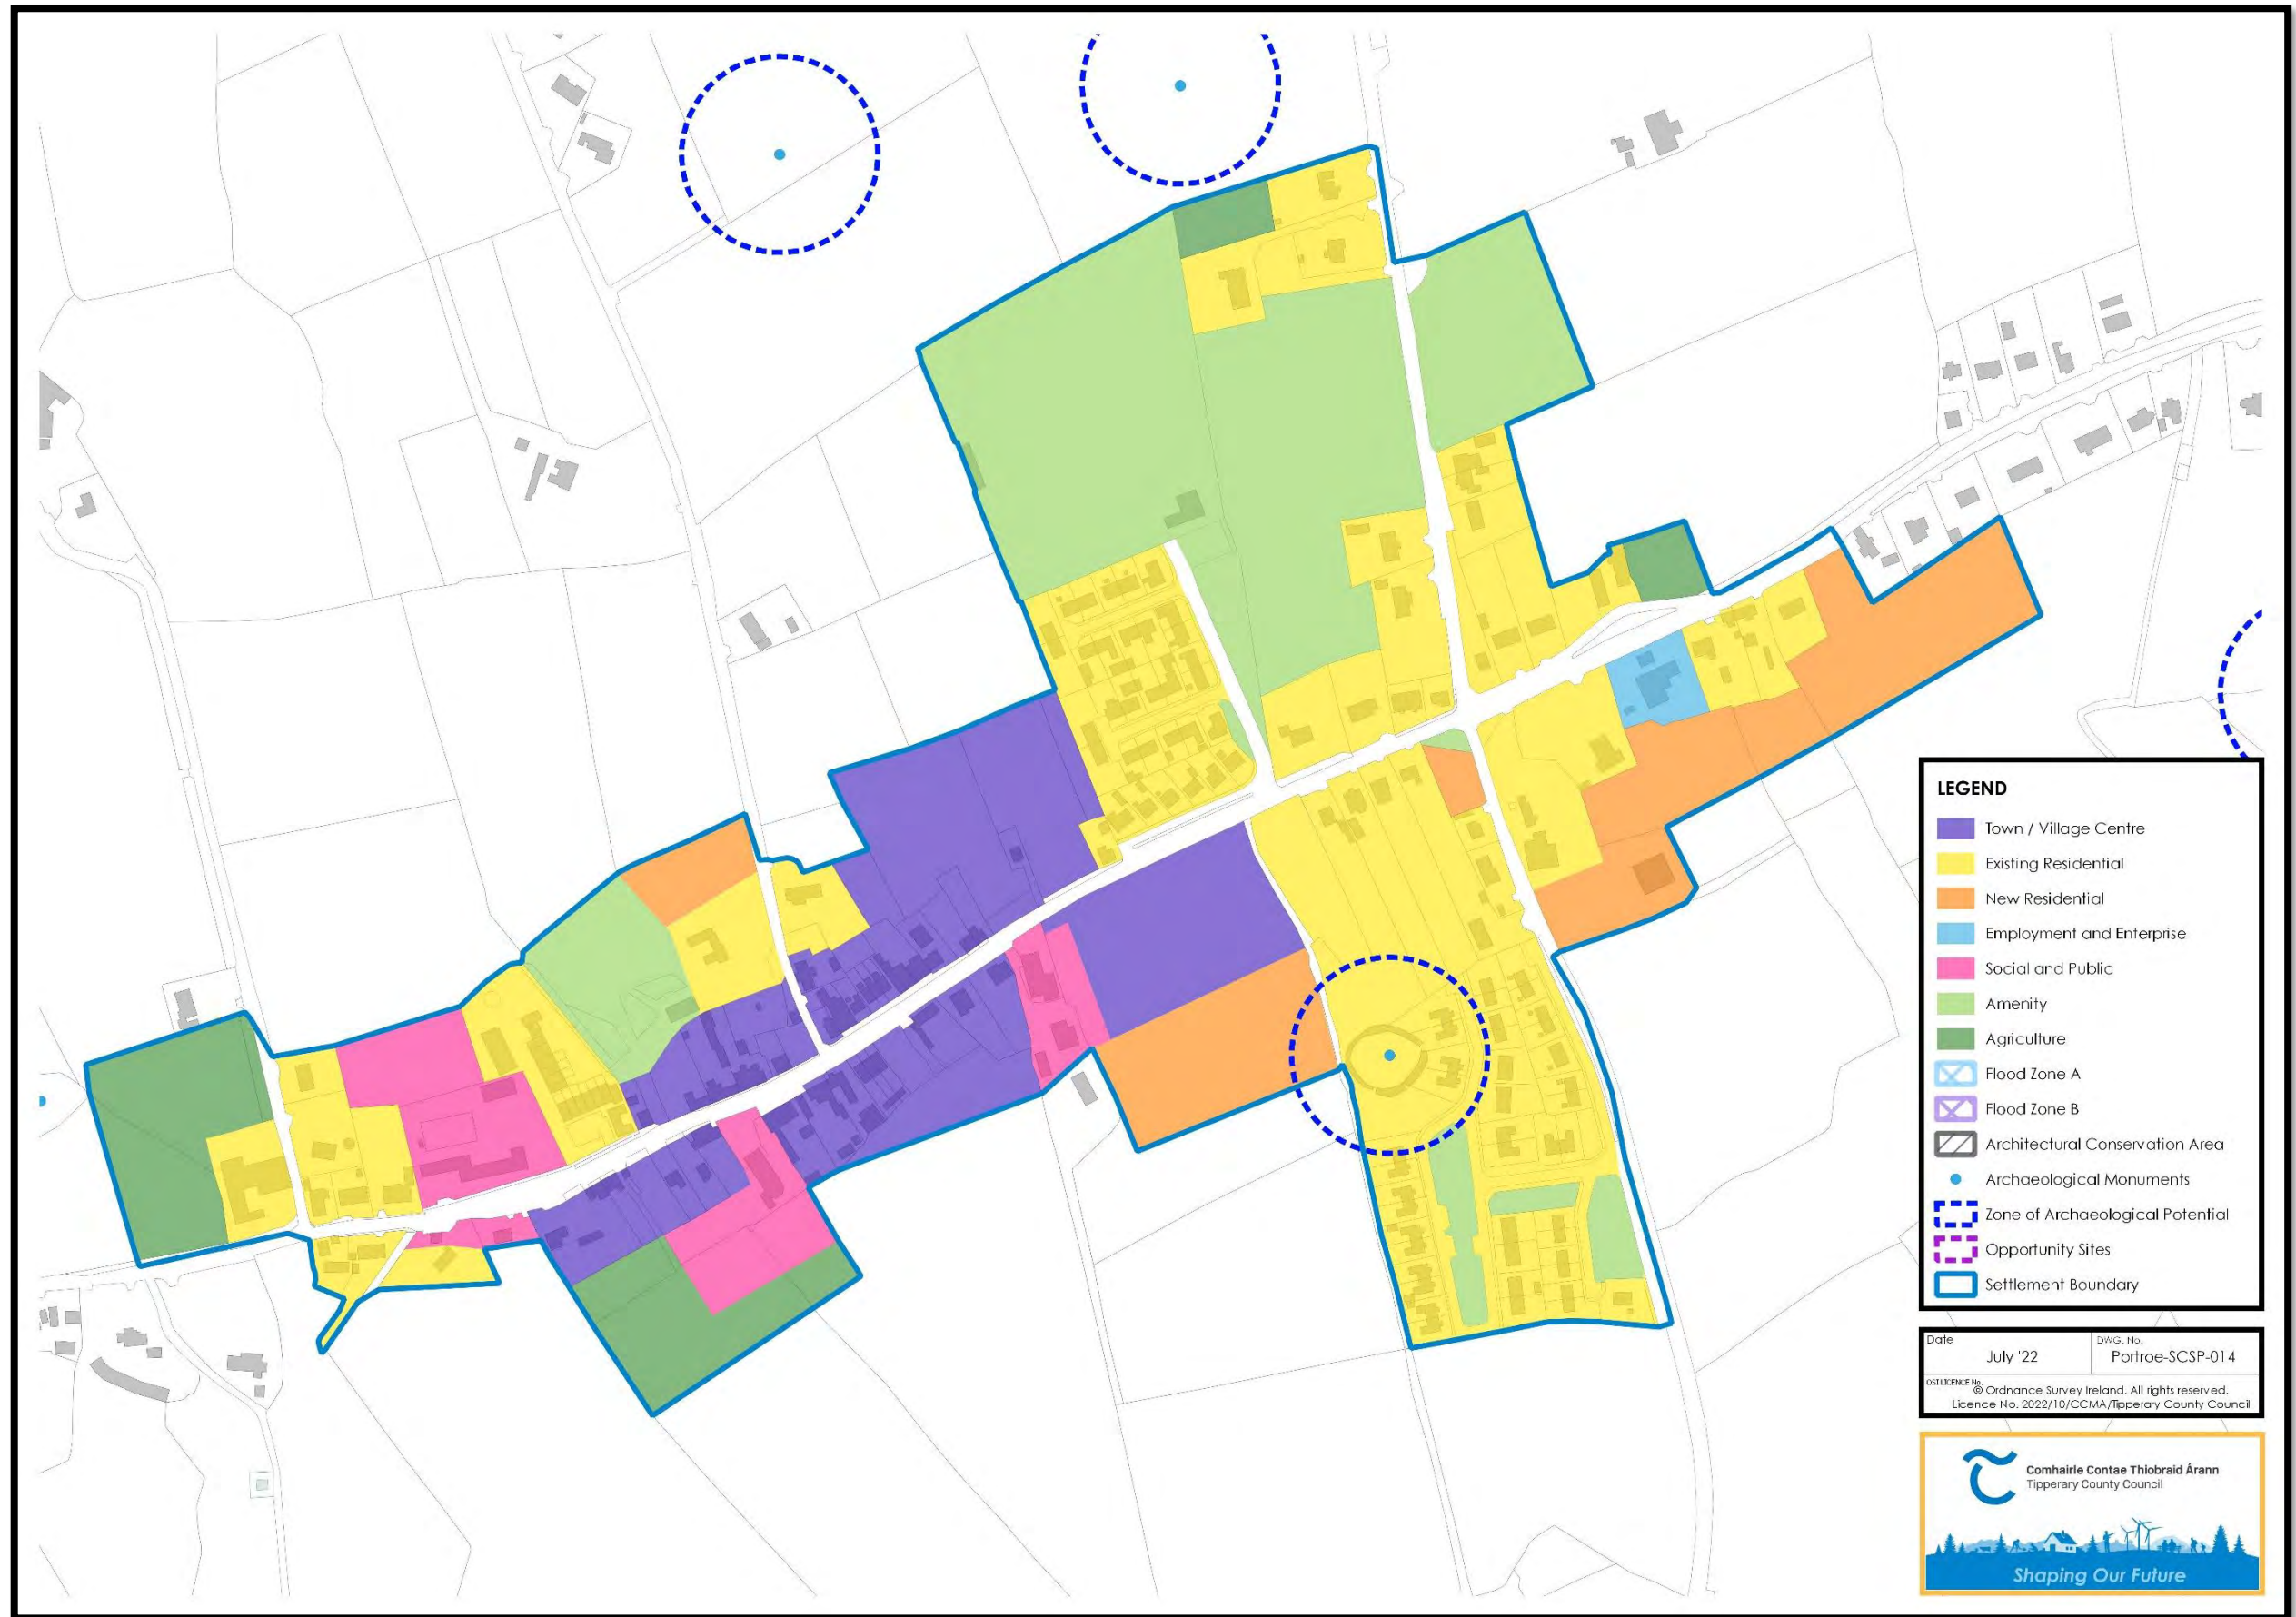 LEGEND
Town / Village Centre
Existing Residential
New Residential
Employment and Enterprise
Social and Public
Amenity
Agriculture
Flood Zone A
Flood Zone B
Architectural Conservation Area
Archaeological Monuments
Zone of Archaeological Potential
Opportunity Sites
Settlement Boundary
Date
July '22
DWG. No.
Portroe-SCSP-014
OSI LICENCE No.
© Ordnance Survey Ireland. All rights reserved.
Licence No. 2022/10/CCMA/Tipperary County Council
Comhairle Contae Thiobraid Árann
Tipperary County Council
Shaping Our Future